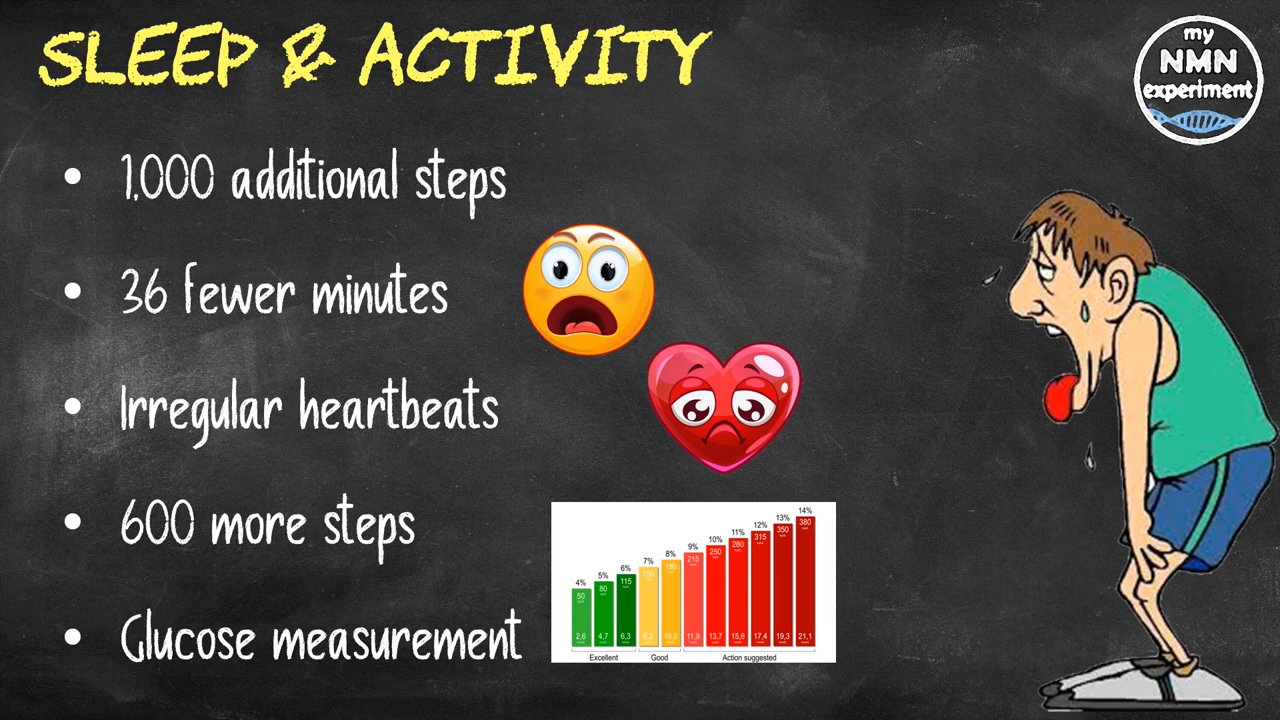 SLEEP & ACTIVITY
my
NMN
experiment
• 1,000 additional steps
• 36 fewer minutes
• Irregular heartbeats
• 600 more steps
• Glucose measurement
4% 5% 6% 7% 8% 9% 10% 11% 12% 13% 14%
50 80 115 150 180 215 250 280 315 350 380
2,6 4,7 6,3 8,2 10,0 11,9 13,7 15,6 17,4 19,3 21,1
Excellent Good Action suggested